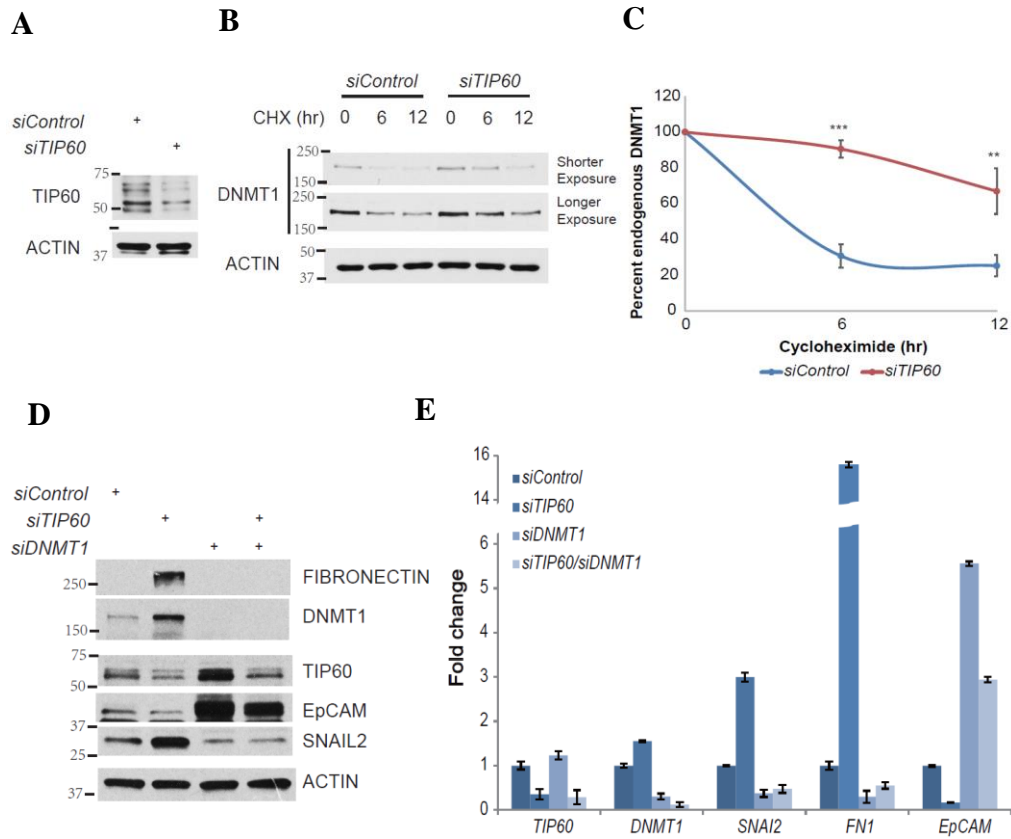 A
siControl +
siTIP60 +
75
TIP60
50
ACTIN
37
B
siControl siTIP60
CHX (hr) 0 6 12 0 6 12
250
Shorter
Exposure
150
DNMT1
250
Longer
Exposure
150
50
ACTIN
37
C
Percent endogenous DNMT1
120
100
80
60
40
20
0
***
**
0 6 12
Cycloheximide (hr)
siControl siTIP60
D
siControl +
siTIP60 + +
siDNMT1 + +
250
FIBRONECTIN
DNMT1
150
75
TIP60
50
EpCAM
37
SNAIL2
25
ACTIN
37
E
Fold change
16
14
6
5
4
3
2
1
0
siControl
siTIP60
siDNMT1
siTIP60/siDNMT1
TIP60 DNMT1 SNAI2 FN1 EpCAM